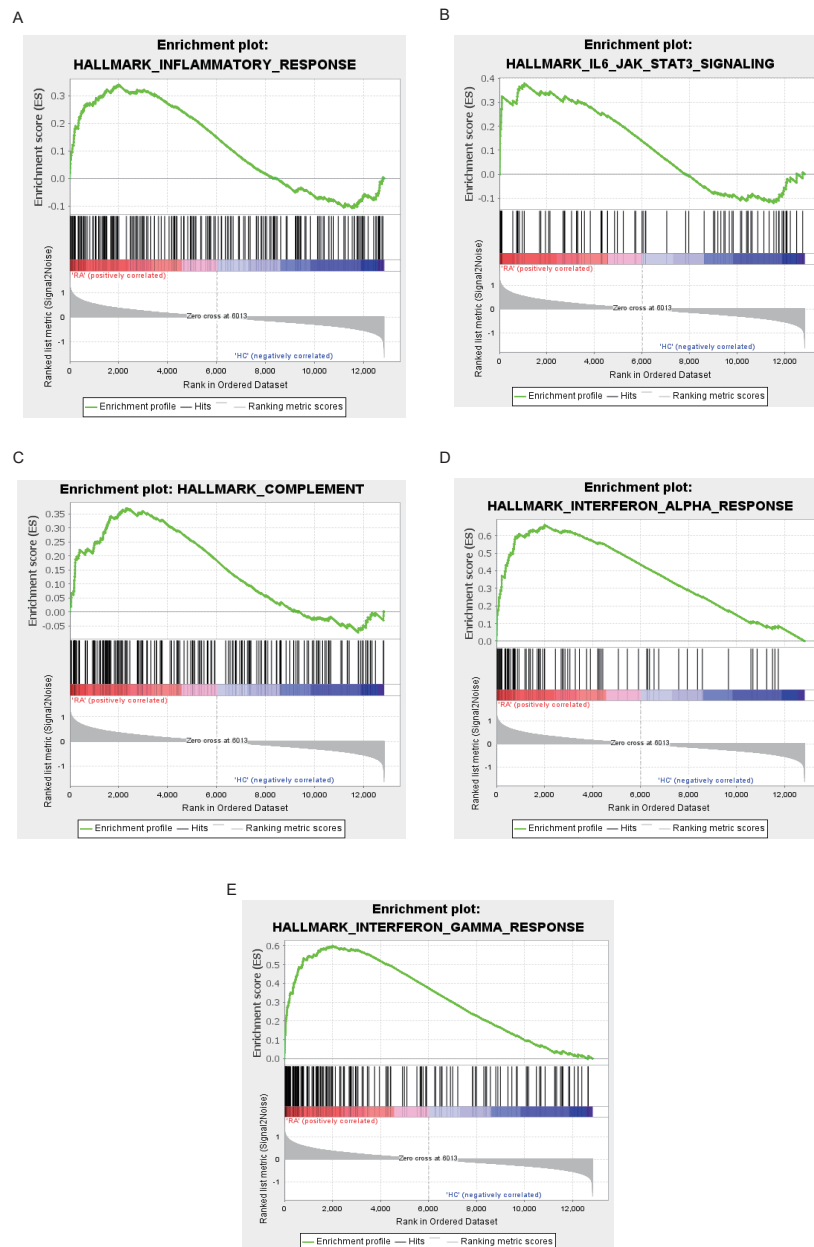 A
Enrichment plot:
HALLMARK_INFLAMMATORY_RESPONSE
Enrichment score (ES)
0.3
0.2
0.1
0.0
-0.1
'RA' (positively correlated)
Ranked list metric (Signal2Noise)
1
0
-1
Zero cross at 6013
'HC' (negatively correlated)
0 2,000 4,000 6,000 8,000 10,000 12,000
Rank in Ordered Dataset
Enrichment profile Hits Ranking metric scores
B
Enrichment plot:
HALLMARK_IL6_JAK_STAT3_SIGNALING
Enrichment score (ES)
0.4
0.3
0.2
0.1
0.0
-0.1
'RA' (positively correlated)
Ranked list metric (Signal2Noise)
1
0
-1
Zero cross at 6013
'HC' (negatively correlated)
0 2,000 4,000 6,000 8,000 10,000 12,000
Rank in Ordered Dataset
Enrichment profile Hits Ranking metric scores
C
Enrichment plot: HALLMARK_COMPLEMENT
Enrichment score (ES)
0.35
0.30
0.25
0.20
0.15
0.10
0.05
0.00
-0.05
'RA' (positively correlated)
Ranked list metric (Signal2Noise)
1
0
-1
Zero cross at 6013
'HC' (negatively correlated)
0 2,000 4,000 6,000 8,000 10,000 12,000
Rank in Ordered Dataset
Enrichment profile Hits Ranking metric scores
D
Enrichment plot:
HALLMARK_INTERFERON_ALPHA_RESPONSE
Enrichment score (ES)
0.6
0.5
0.4
0.3
0.2
0.1
0.0
'RA' (positively correlated)
Ranked list metric (Signal2Noise)
1
0
-1
Zero cross at 6013
'HC' (negatively correlated)
0 2,000 4,000 6,000 8,000 10,000 12,000
Rank in Ordered Dataset
Enrichment profile Hits Ranking metric scores
E
Enrichment plot:
HALLMARK_INTERFERON_GAMMA_RESPONSE
Enrichment score (ES)
0.6
0.5
0.4
0.3
0.2
0.1
0.0
'RA' (positively correlated)
Ranked list metric (Signal2Noise)
1
0
-1
Zero cross at 6013
'HC' (negatively correlated)
0 2,000 4,000 6,000 8,000 10,000 12,000
Rank in Ordered Dataset
Enrichment profile Hits Ranking metric scores